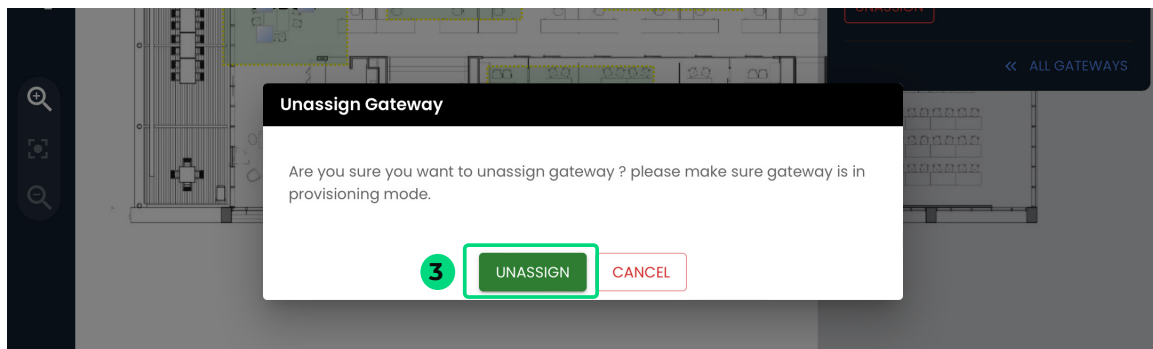 UNASSIGN
ALL GATEWAYS
Unassign Gateway
Are you sure you want to unassign gateway ? please make sure gateway is in
provisioning mode.
3
UNASSIGN
CANCEL